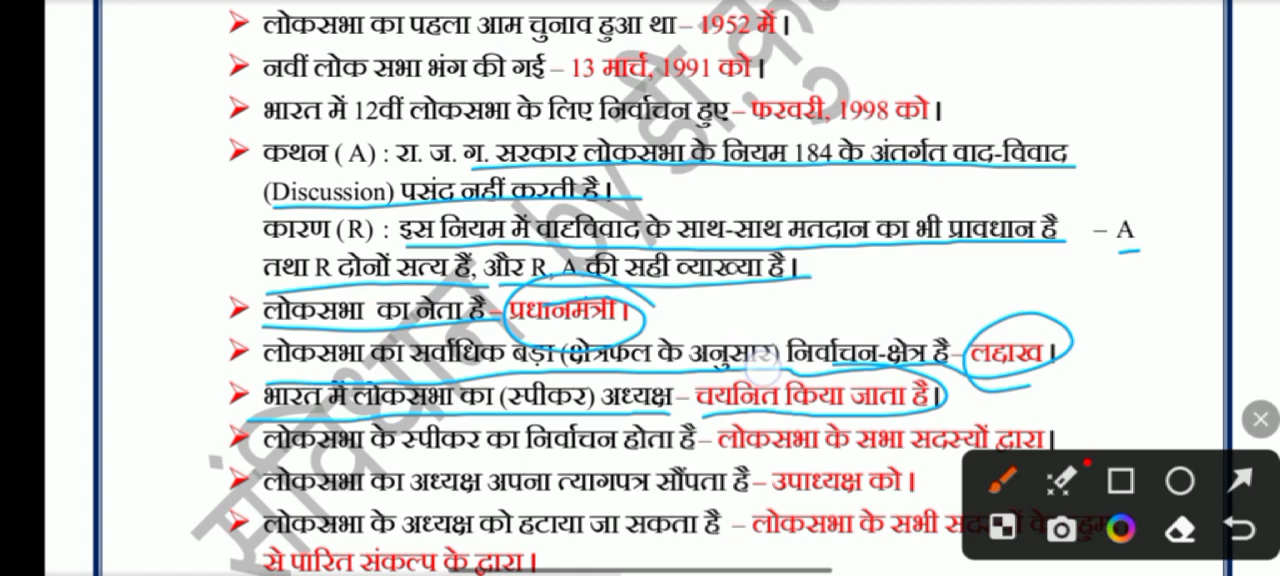 ➤ लोकसभा का पहला आम चुनाव हुआ था– 1952 में।
➤ नवीं लोक सभा भंग की गई – 13 मार्च, 1991 को।
➤ भारत में 12वीं लोकसभा के लिए निर्वाचन हुए– फरवरी, 1998 को।
➤ कथन ( A ) : रा. ज. ग. सरकार लोकसभा के नियम 184 के अंतर्गत वाद-विवाद
(Discussion) पसंद नहीं करती है।
कारण ( R ) : इस नियम में वादविवाद के साथ-साथ मतदान का भी प्रावधान है – A
तथा R दोनों सत्य हैं, और R, A की सही व्याख्या है।
➤ लोकसभा का नेता है– प्रधानमंत्री।
➤ लोकसभा का सर्वाधिक बड़ा (क्षेत्रफल के अनुसार) निर्वाचन-क्षेत्र है– लद्दाख।
➤ भारत में लोकसभा का (स्पीकर) अध्यक्ष– चयनित किया जाता है।
➤ लोकसभा के स्पीकर का निर्वाचन होता है– लोकसभा के सभा सदस्यों द्वारा।
➤ लोकसभा का अध्यक्ष अपना त्यागपत्र सौंपता है– उपाध्यक्ष को।
➤ लोकसभा के अध्यक्ष को हटाया जा सकता है – लोकसभा के सभी
से पारित संकल्प के द्वारा।
संविधान by डी.